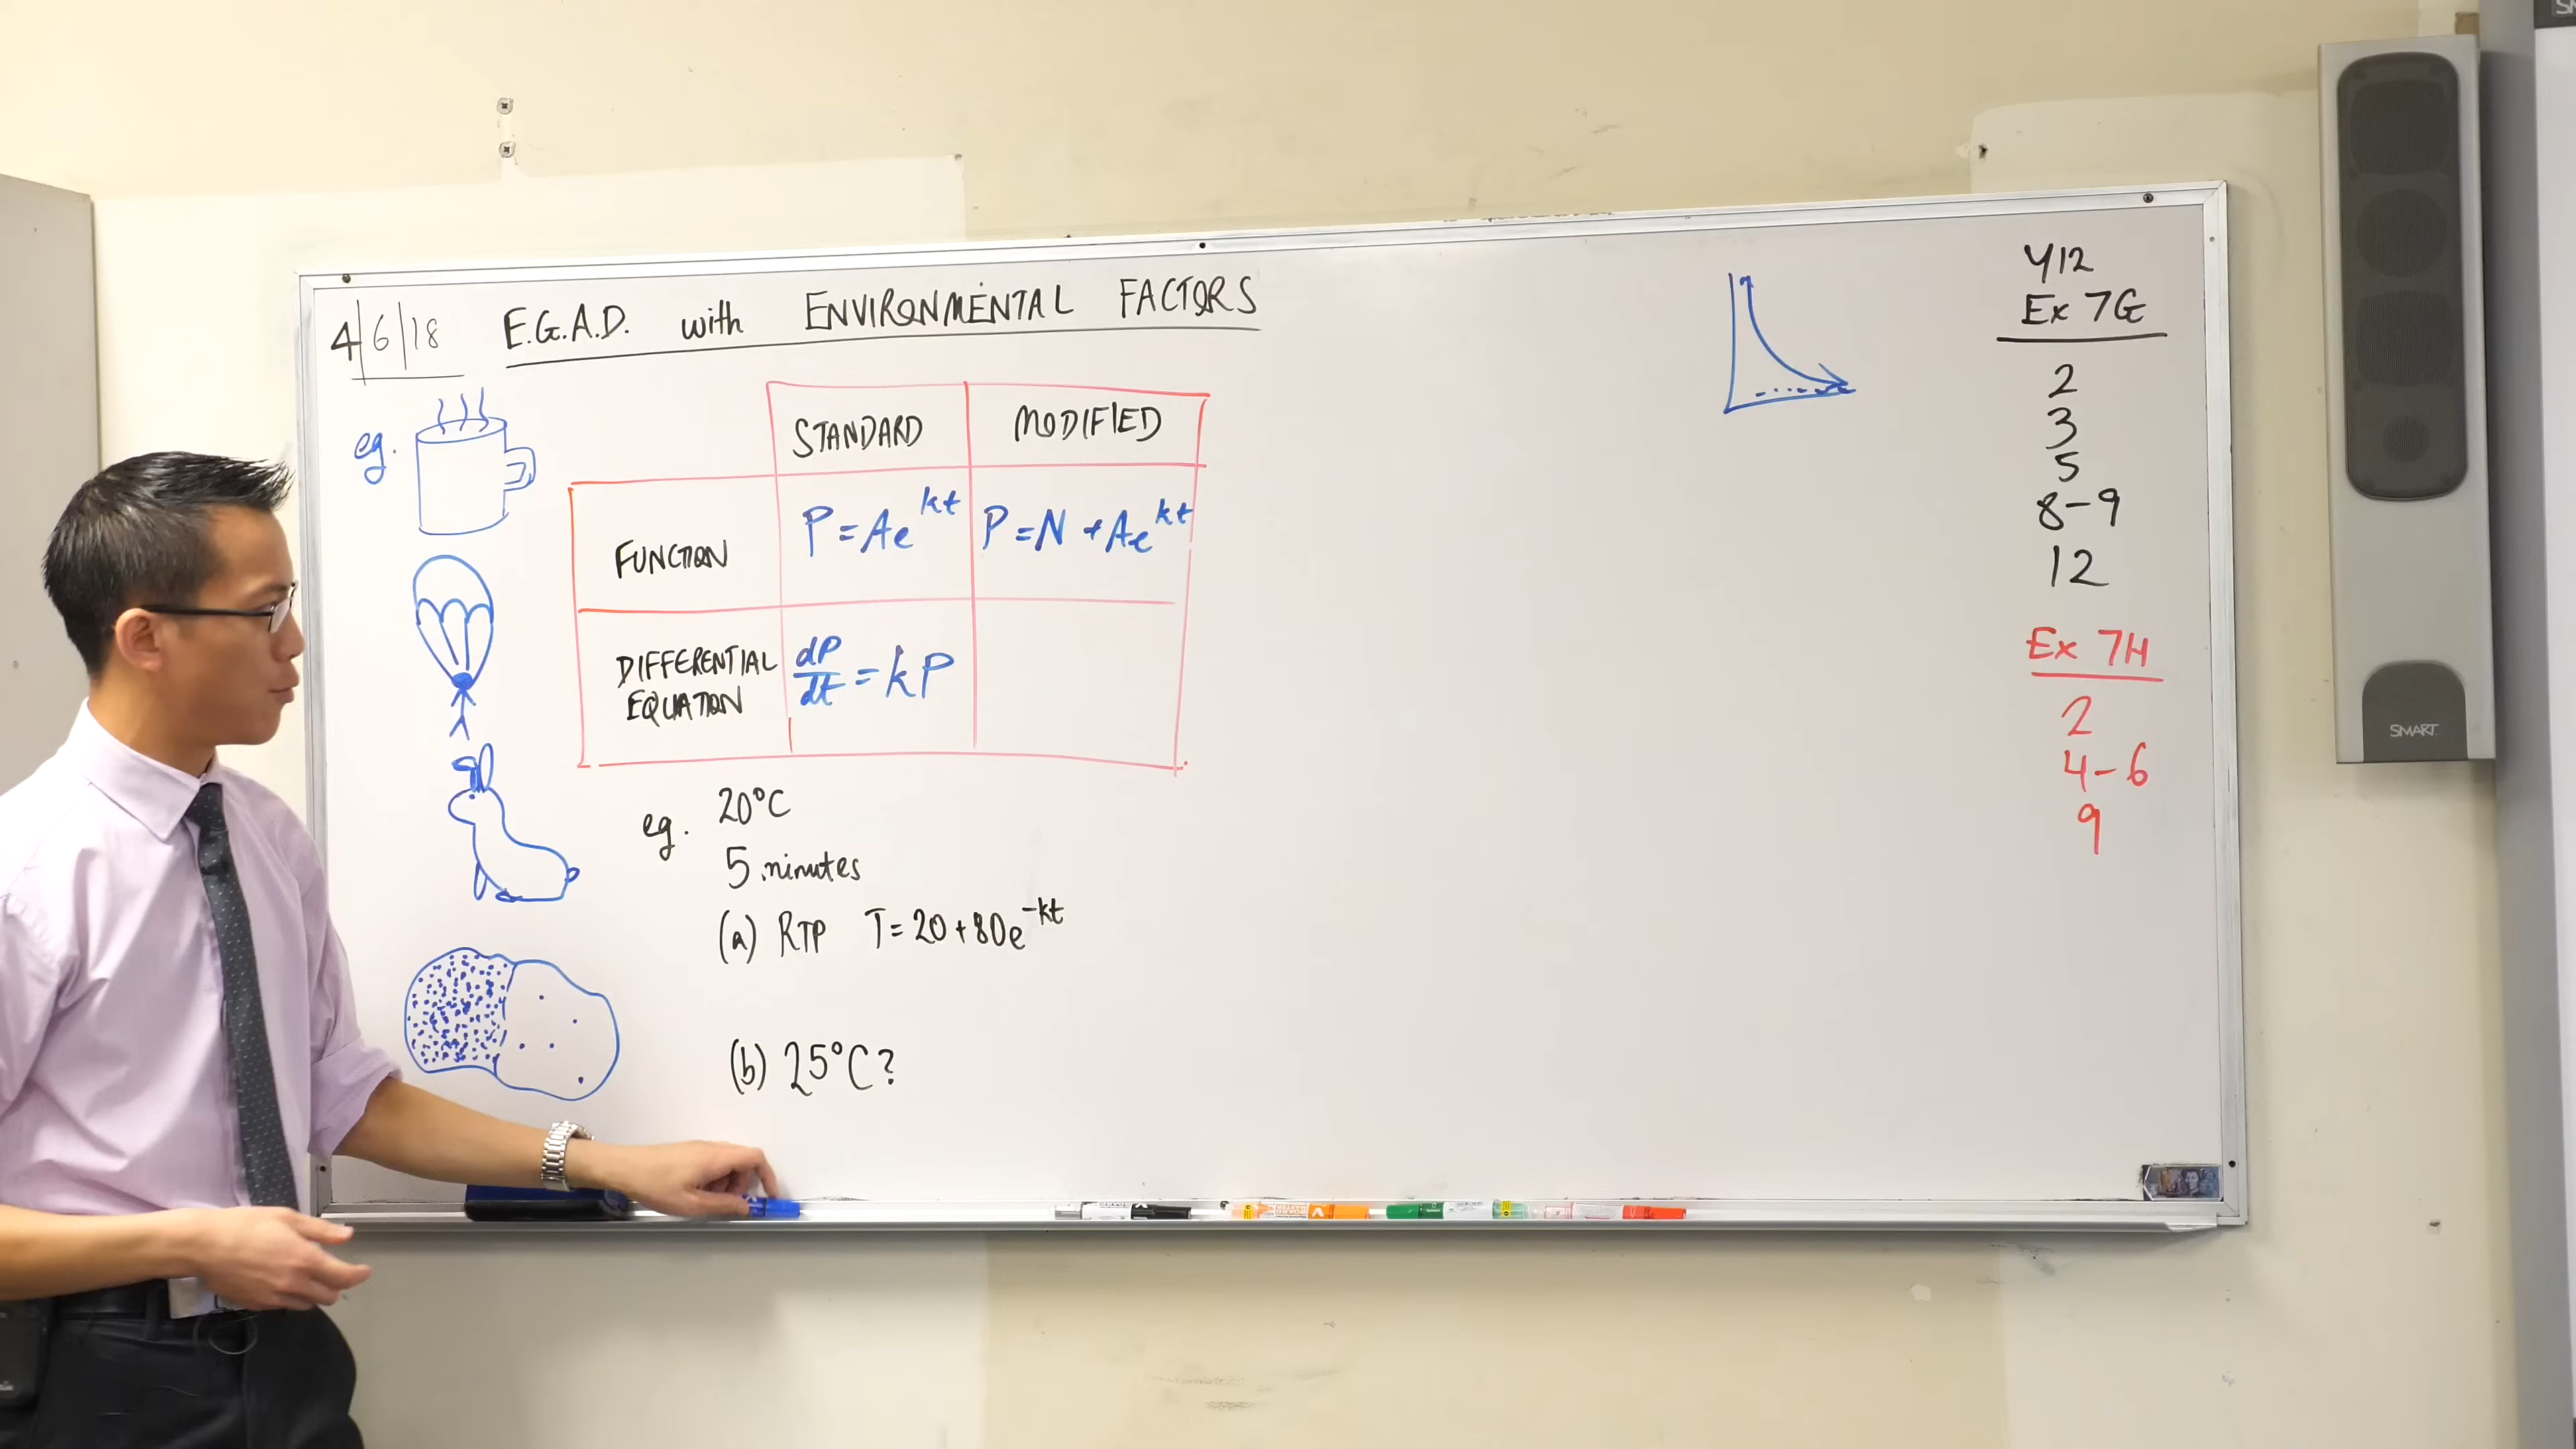 4/6/18
E.G.A.D. with ENVIRONMENTAL FACTORS
eg.
STANDARD
MODIFIED
FUNCTION
P = Ae^kt
P = N + Ae^kt
DIFFERENTIAL
EQUATION
dP/dt = kP
eg. 20°C
5 minutes
(a) RTP T = 20 + 80e^-kt
(b) 25°C?
Y12
Ex 7G
2
3
5
8-9
12
Ex 7H
2
4-6
9
SMART